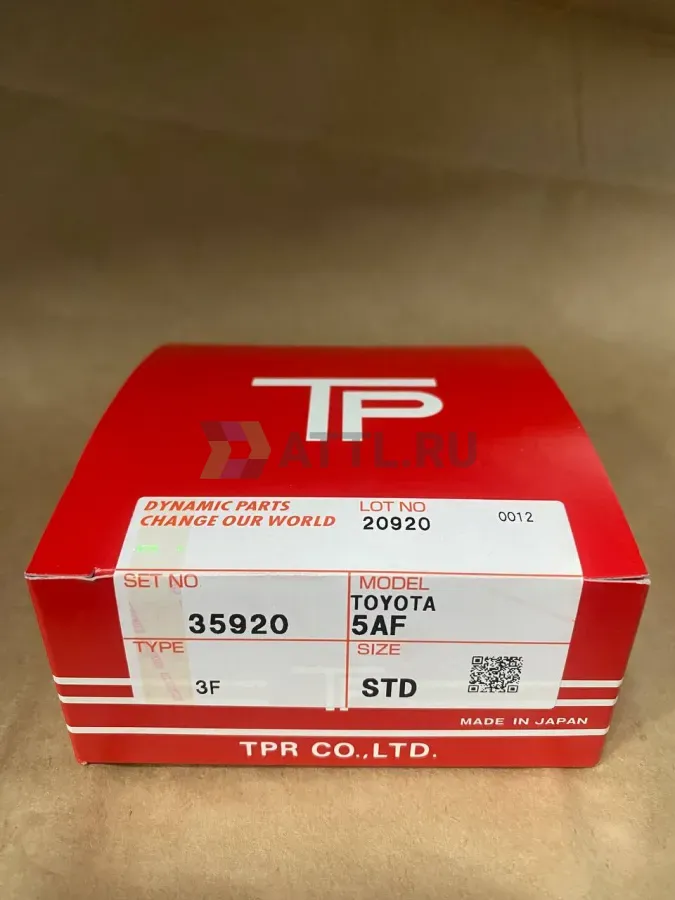 TP
ATTL.RU
DYNAMIC PARTS
CHANGE OUR WORLD
LOT NO
20920
0012
SET NO.
35920
MODEL
TOYOTA
5AF
TYPE
3F
SIZE
STD
MADE IN JAPAN
TPR CO.,LTD.